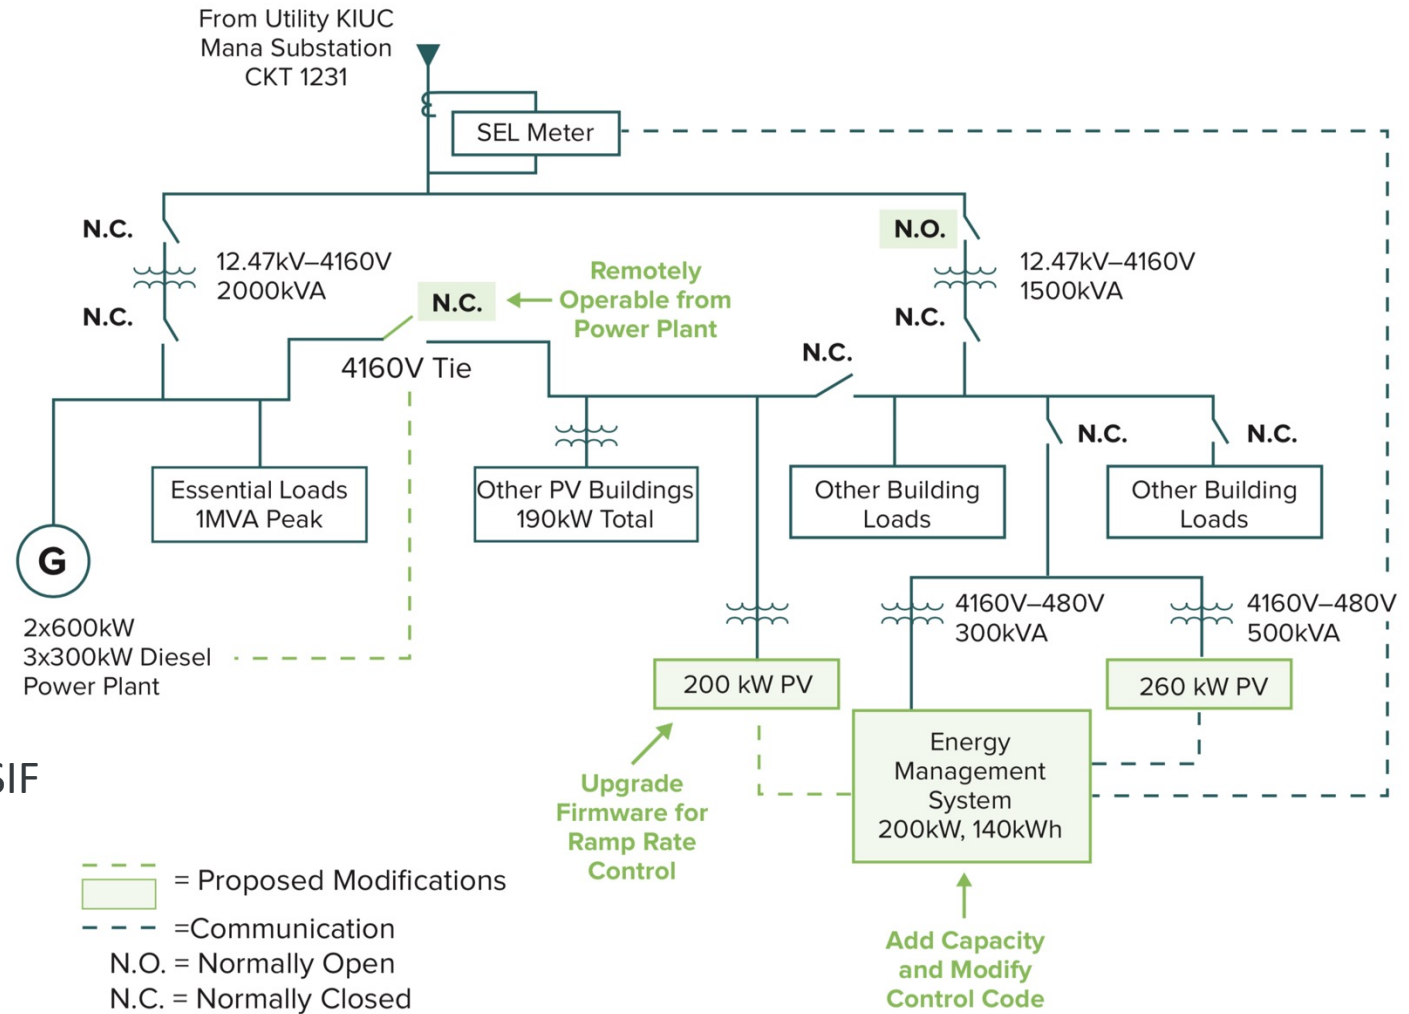 From Utility KIUC
Mana Substation
CKT 1231
SEL Meter
N.C.
12.47kV–4160V
2000kVA
N.C.
N.C.
Remotely
Operable from
Power Plant
4160V Tie
N.O.
12.47kV–4160V
1500kVA
N.C.
N.C.
N.C.
N.C.
Essential Loads
1MVA Peak
Other PV Buildings
190kW Total
Other Building
Loads
Other Building
Loads
G
2x600kW
3x300kW Diesel
Power Plant
4160V–480V
300kVA
4160V–480V
500kVA
200 kW PV
260 kW PV
Energy
Management
System
200kW, 140kWh
Upgrade
Firmware for
Ramp Rate
Control
Add Capacity
and Modify
Control Code
SIF
= Proposed Modifications
=Communication
N.O. = Normally Open
N.C. = Normally Closed